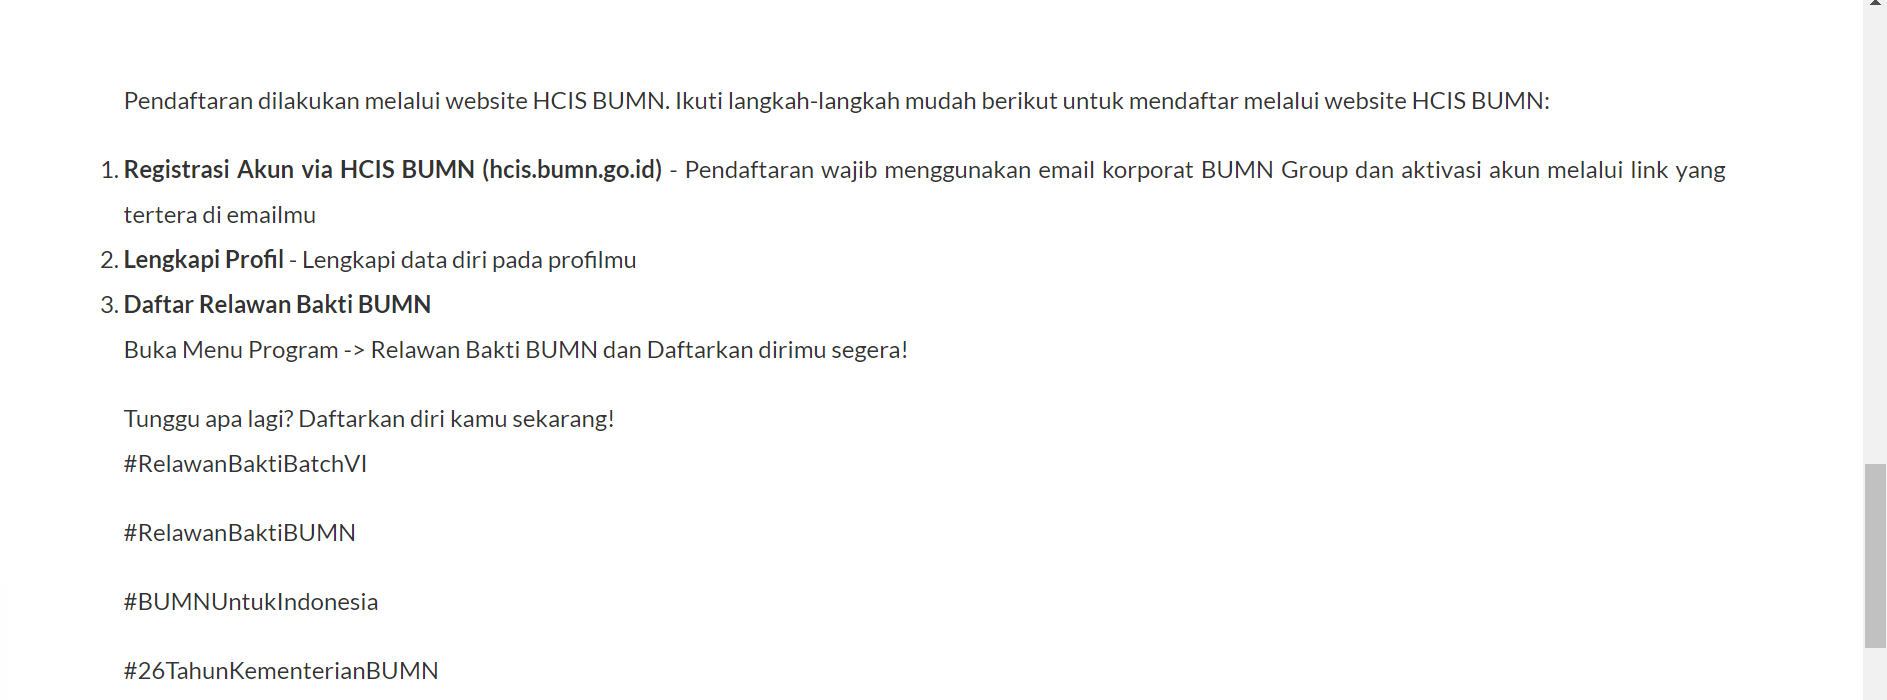 Pendaftaran dilakukan melalui website HCIS BUMN. Ikuti langkah-langkah mudah berikut untuk mendaftar melalui website HCIS BUMN:
1. Registrasi Akun via HCIS BUMN (hcis.bumn.go.id) - Pendaftaran wajib menggunakan email korporat BUMN Group dan aktivasi akun melalui link yang
tertera di emailmu
2. Lengkapi Profil - Lengkapi data diri pada profilmu
3. Daftar Relawan Bakti BUMN
Buka Menu Program -> Relawan Bakti BUMN dan Daftarkan dirimu segera!
Tunggu apa lagi? Daftarkan diri kamu sekarang!
#RelawanBaktiBatchVI
#RelawanBaktiBUMN
#BUMNUntukIndonesia
#26TahunKementerianBUMN